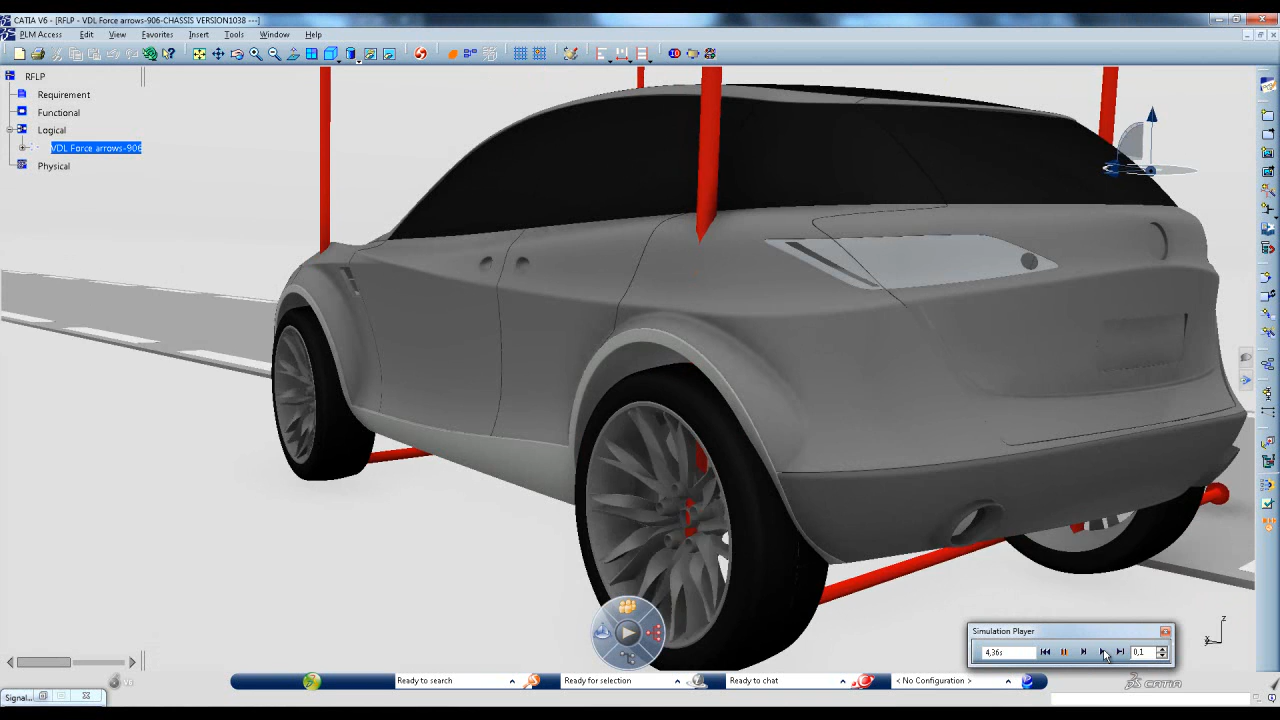 CATIA V6 - [RFLP - VDL Force arrows-906-CHASSIS VERSION1038 ---]
PLM Access Edit View Favorites Insert Tools Window Help
RFLP
Requirement
Functional
Logical
VDL Force arrows-906
Physical
Simulation Player
4,36s
0,1
z
Ready to search
Ready for selection
Ready to chat
< No Configuration >
CATIA
Signal...